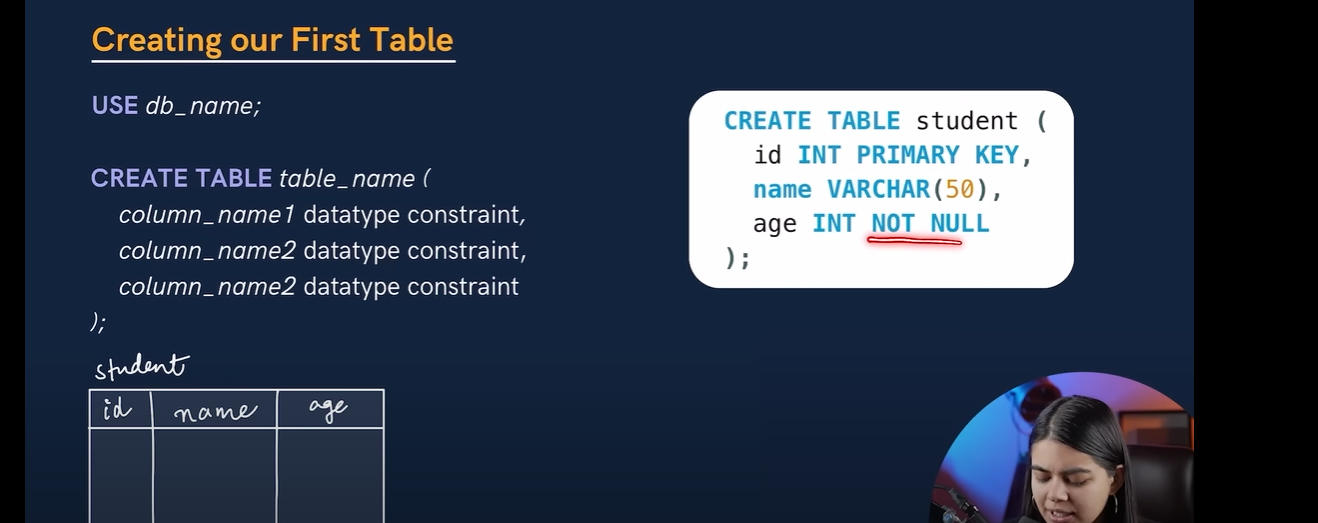 Creating our First Table
USE db_name;
CREATE TABLE table_name (
column_name1 datatype constraint,
column_name2 datatype constraint,
column_name2 datatype constraint
);
student
id name age
CREATE TABLE student (
id INT PRIMARY KEY,
name VARCHAR(50),
age INT NOT NULL
);